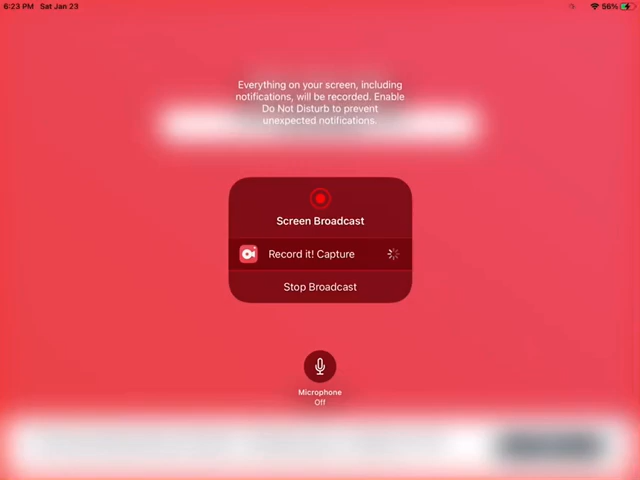 6:23 PM Sat Jan 23
56%
Everything on your screen, including
notifications, will be recorded. Enable
Do Not Disturb to prevent
unexpected notifications.
Screen Broadcast
Record it! Capture
Stop Broadcast
Microphone
Off